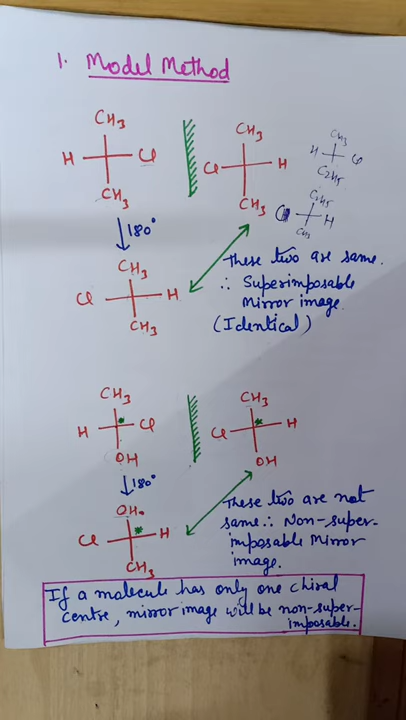 1. Model Method
CH3 CH3
H Cl Cl H
CH3 CH3
CH3
H Cl
C2H5
C2H5
Cl H
CH3
180°
CH3
Cl H
CH3
These two are same.
∴ Superimposable
Mirror image
(Identical)
CH3 CH3
H * Cl Cl * H
OH OH
180°
OH
Cl * H
CH3
These two are not
same ∴ Non-super-
imposable Mirror
image.
If a molecule has only one chiral
centre, mirror image will be non-super-
imposable.